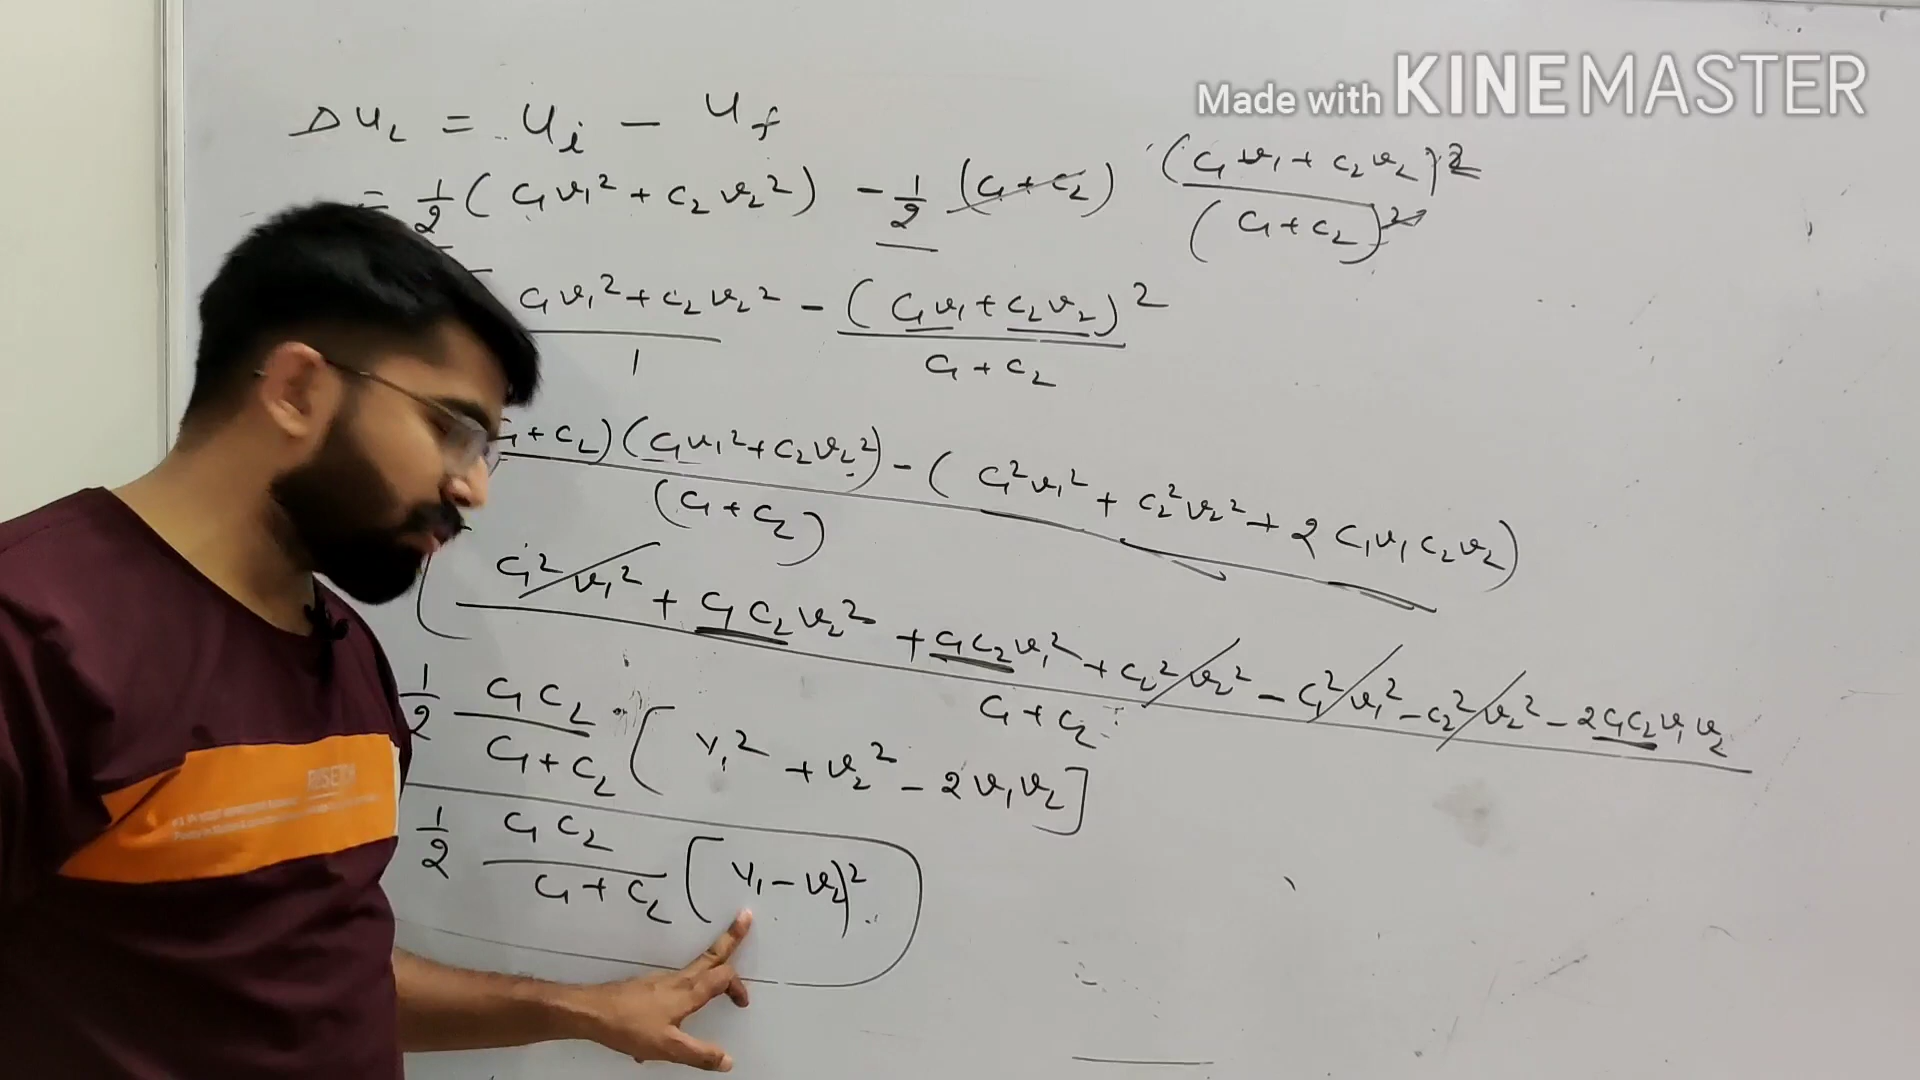 Made with KINEMASTER
ΔU_L = U_i - U_f
= 1/2 (C₁v₁² + C₂v₂²) - 1/2 (C₁ + C₂) (C₁v₁ + C₂v₂)² / (C₁ + C₂)²
C₁v₁² + C₂v₂² / 1 - (C₁v₁ + C₂v₂)² / C₁ + C₂
C₁ + C₂)(C₁v₁² + C₂v₂²) - (C₁²v₁² + C₂²v₂² + 2C₁v₁C₂v₂) / (C₁ + C₂)
[C₁²v₁² + C₁C₂v₂² + C₁C₂v₁² + C₂²v₂² - C₁²v₁² - C₂²v₂² - 2C₁C₂v₁v₂ / C₁ + C₂
1/2 C₁C₂ / C₁ + C₂ [v₁² + v₂² - 2v₁v₂]
1/2 C₁C₂ / C₁ + C₂ [v₁ - v₂)²